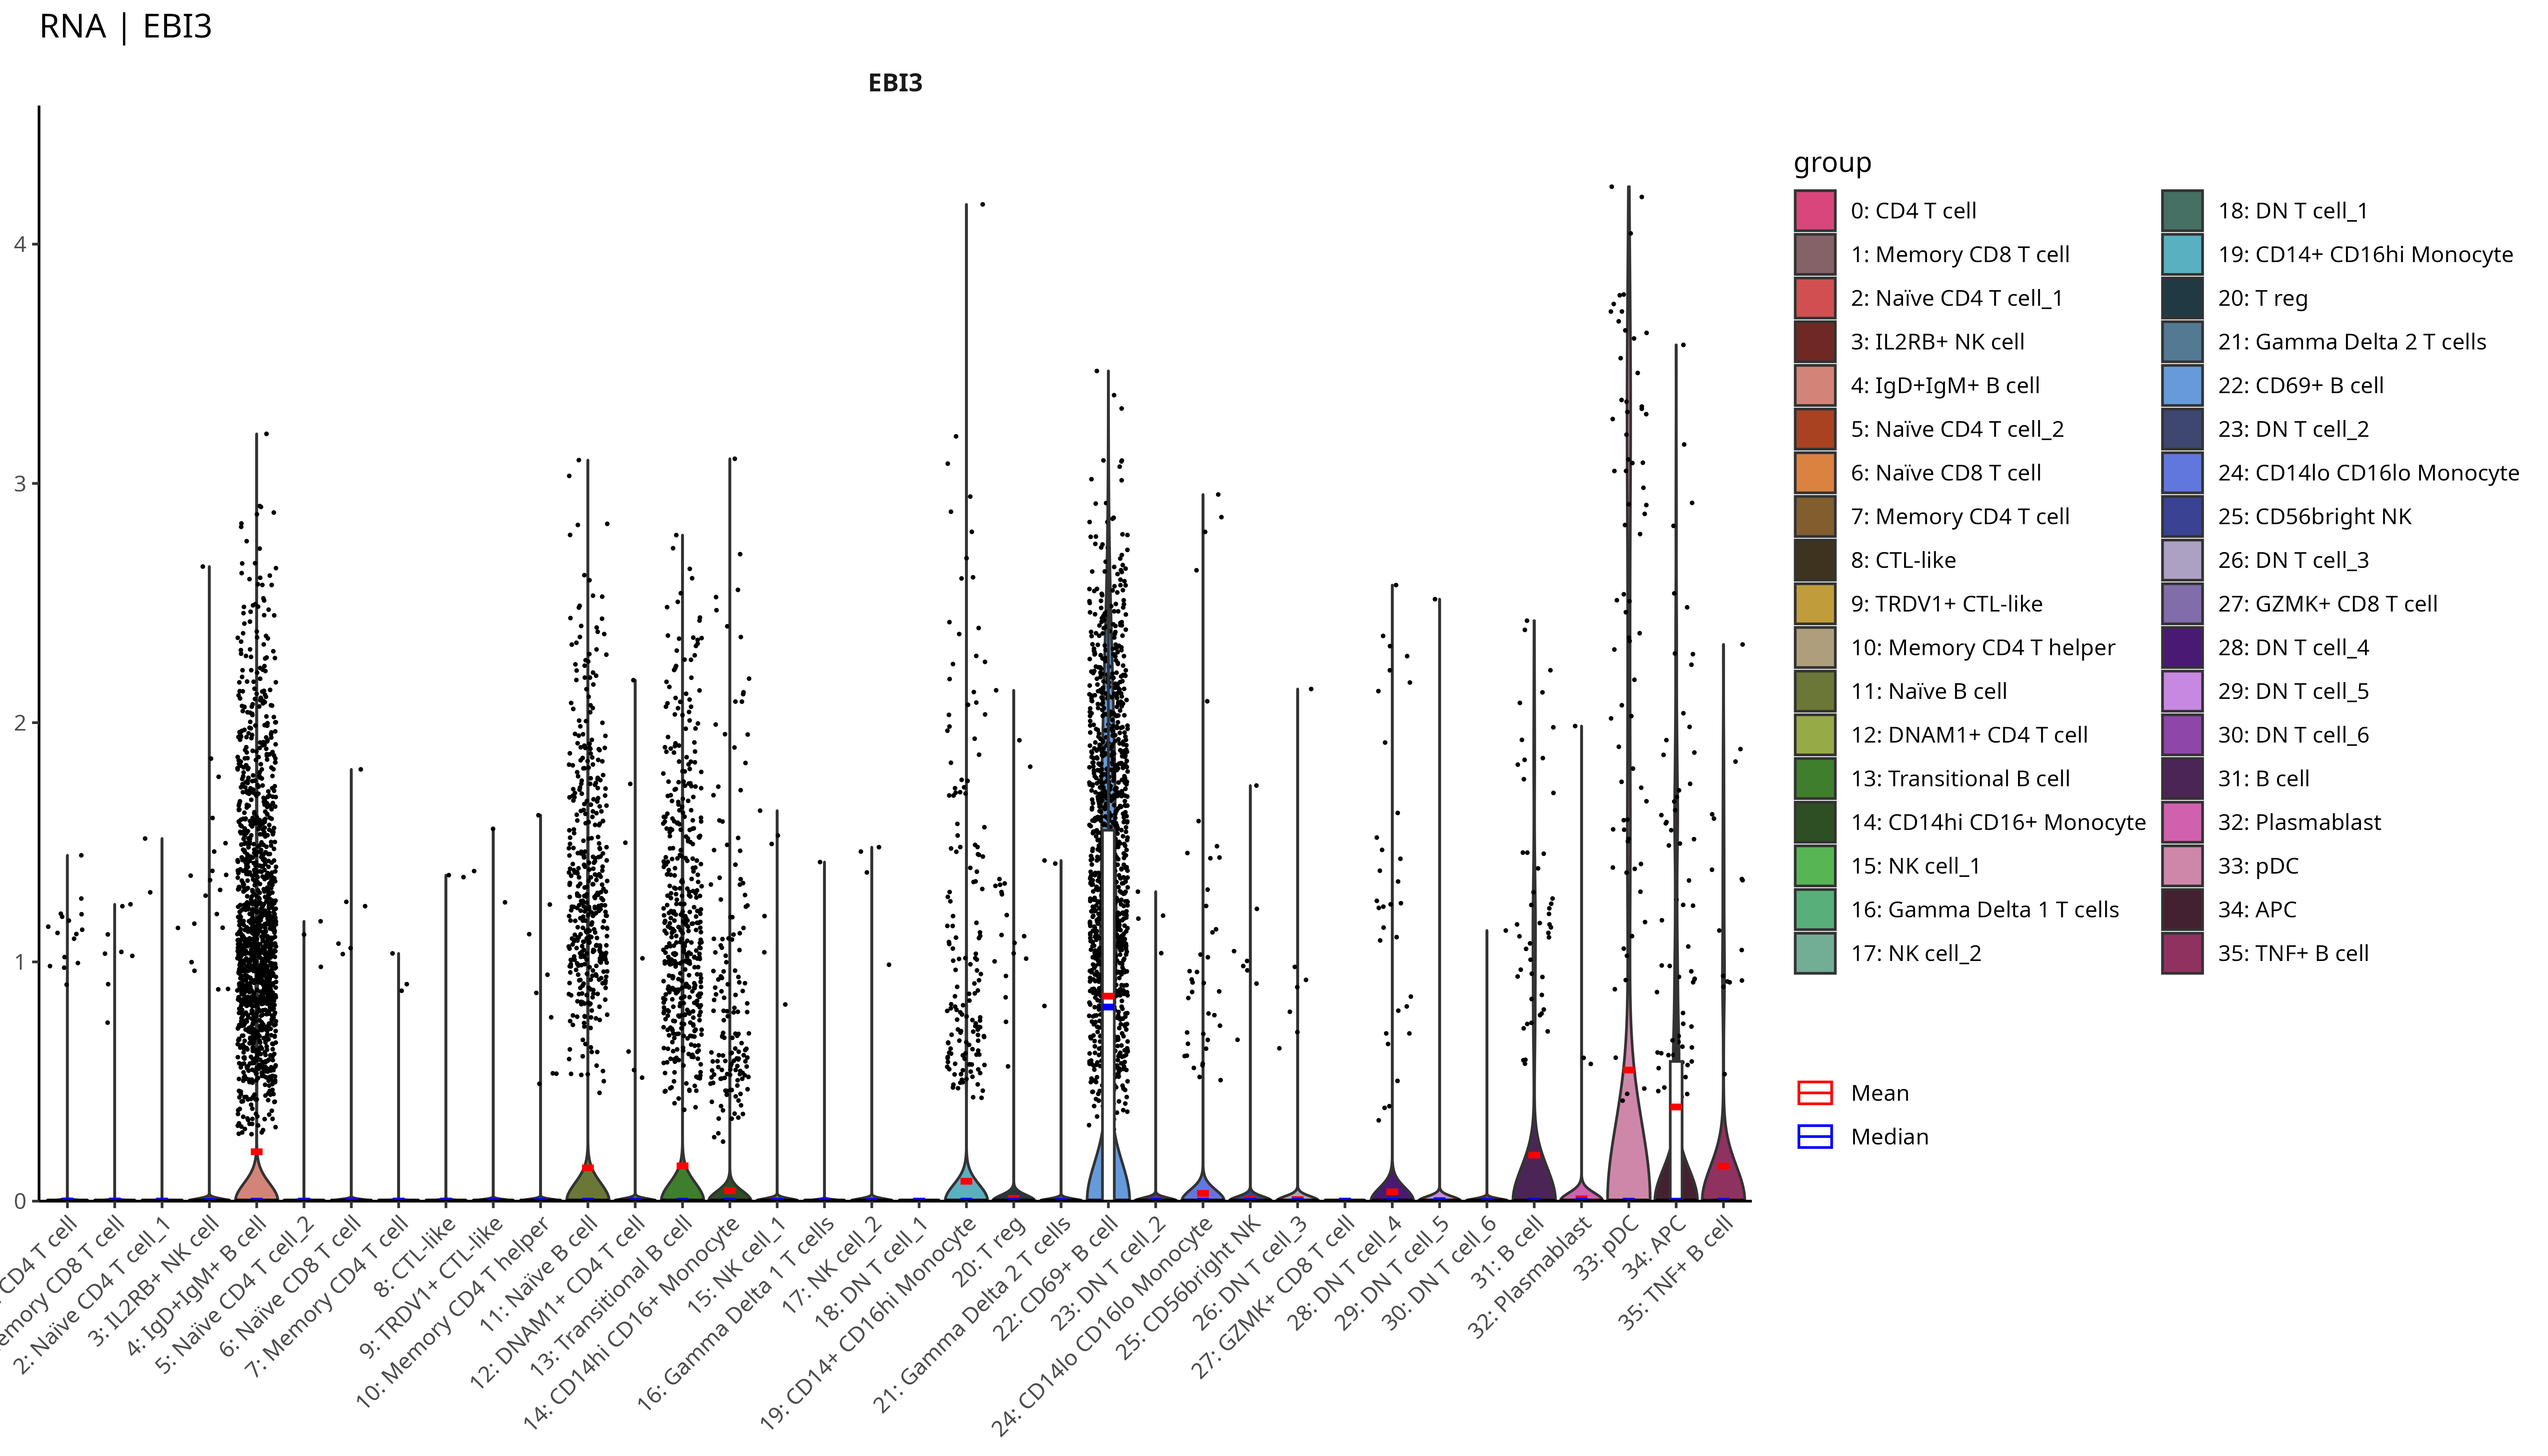 RNA | EBI3
EBI3
4
3
2
1
0
CD4 T cell
Memory CD8 T cell
2: Naïve CD4 T cell_1
3: IL2RB+ NK cell
4: IgD+IgM+ B cell
5: Naïve CD4 T cell_2
6: Naïve CD8 T cell
7: Memory CD4 T cell
8: CTL-like
9: TRDV1+ CTL-like
10: Memory CD4 T helper
11: Naïve B cell
12: DNAM1+ CD4 T cell
13: Transitional B cell
14: CD14hi CD16+ Monocyte
15: NK cell_1
16: Gamma Delta 1 T cells
17: NK cell_2
18: DN T cell_1
19: CD14+ CD16hi Monocyte
20: T reg
21: Gamma Delta 2 T cells
22: CD69+ B cell
23: DN T cell_2
24: CD14lo CD16lo Monocyte
25: CD56bright NK
26: DN T cell_3
27: GZMK+ CD8 T cell
28: DN T cell_4
29: DN T cell_5
30: DN T cell_6
31: B cell
32: Plasmablast
33: pDC
34: APC
35: TNF+ B cell
group
0: CD4 T cell
1: Memory CD8 T cell
2: Naïve CD4 T cell_1
3: IL2RB+ NK cell
4: IgD+IgM+ B cell
5: Naïve CD4 T cell_2
6: Naïve CD8 T cell
7: Memory CD4 T cell
8: CTL-like
9: TRDV1+ CTL-like
10: Memory CD4 T helper
11: Naïve B cell
12: DNAM1+ CD4 T cell
13: Transitional B cell
14: CD14hi CD16+ Monocyte
15: NK cell_1
16: Gamma Delta 1 T cells
17: NK cell_2
18: DN T cell_1
19: CD14+ CD16hi Monocyte
20: T reg
21: Gamma Delta 2 T cells
22: CD69+ B cell
23: DN T cell_2
24: CD14lo CD16lo Monocyte
25: CD56bright NK
26: DN T cell_3
27: GZMK+ CD8 T cell
28: DN T cell_4
29: DN T cell_5
30: DN T cell_6
31: B cell
32: Plasmablast
33: pDC
34: APC
35: TNF+ B cell
Mean
Median